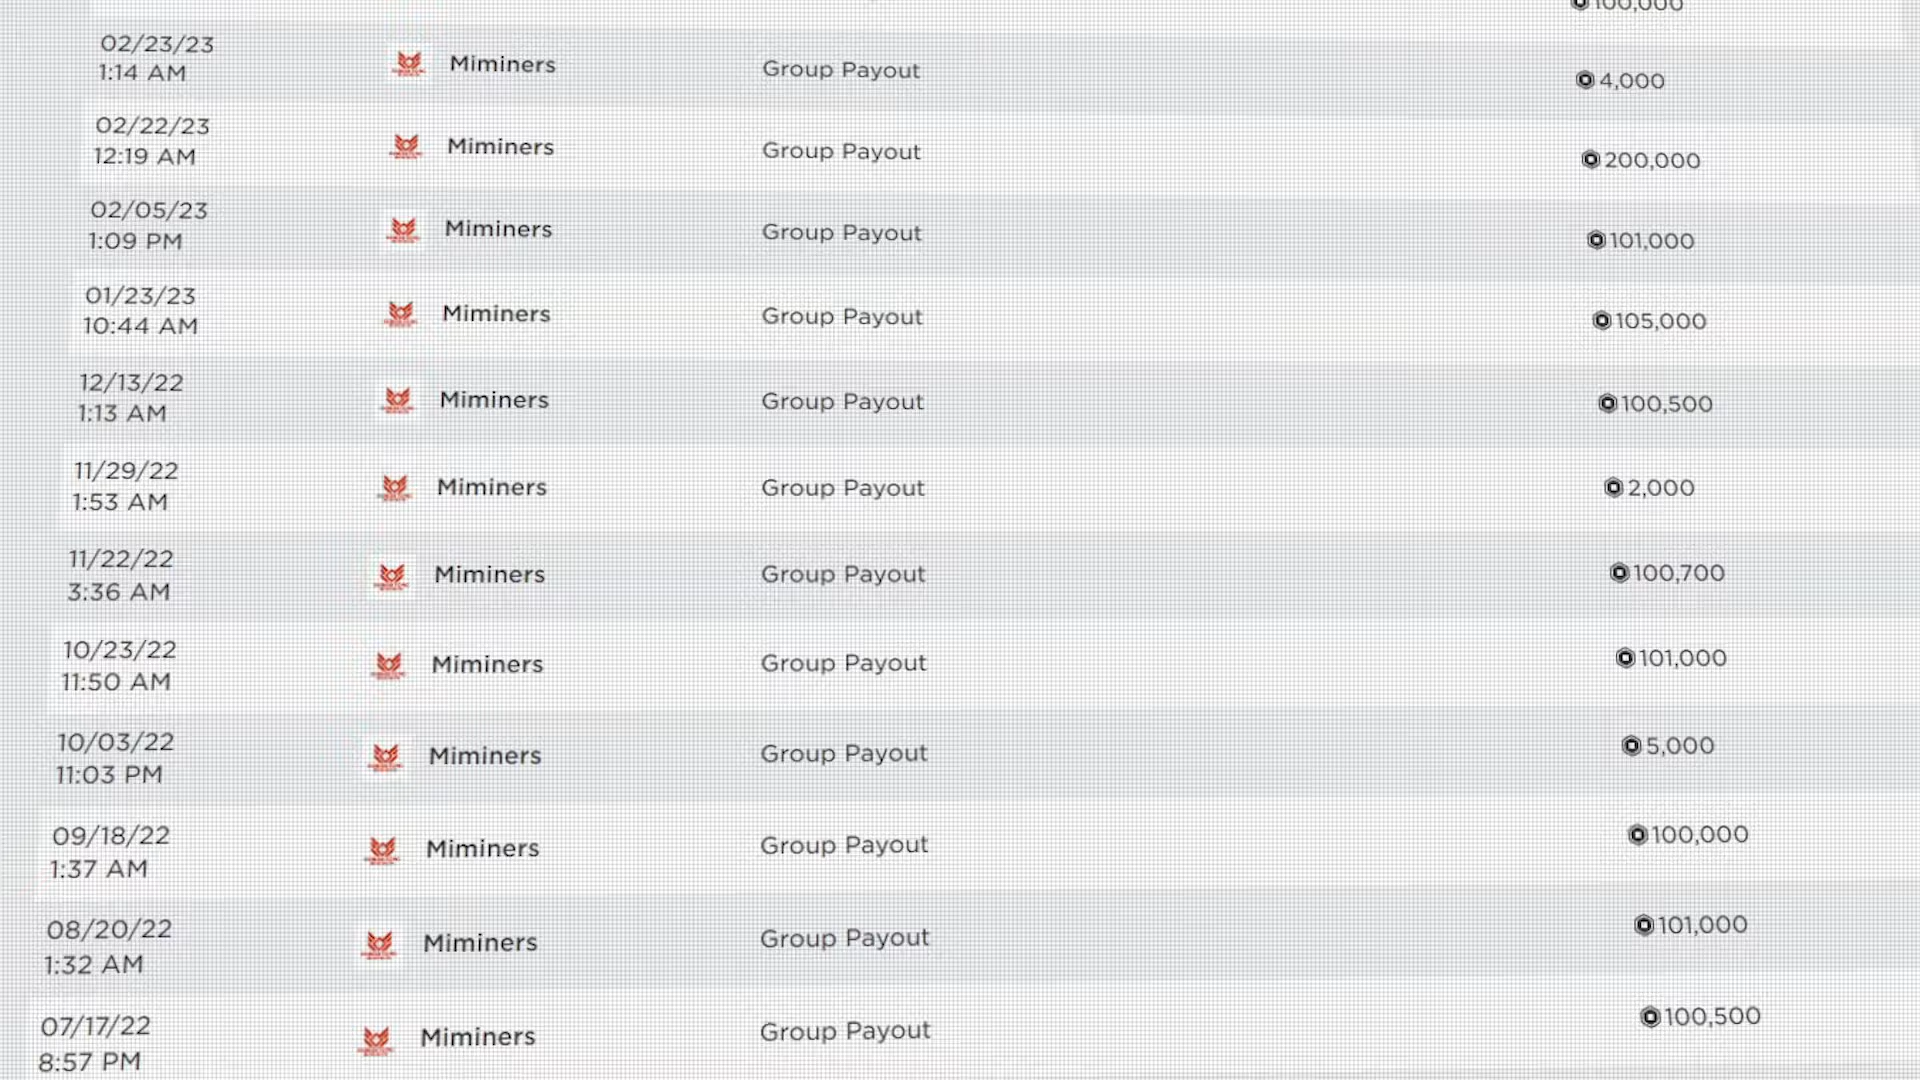 100,000
02/23/23
1:14 AM
Miminers
Group Payout
4,000
02/22/23
12:19 AM
Miminers
Group Payout
200,000
02/05/23
1:09 PM
Miminers
Group Payout
101,000
01/23/23
10:44 AM
Miminers
Group Payout
105,000
12/13/22
1:13 AM
Miminers
Group Payout
100,500
11/29/22
1:53 AM
Miminers
Group Payout
2,000
11/22/22
3:36 AM
Miminers
Group Payout
100,700
10/23/22
11:50 AM
Miminers
Group Payout
101,000
10/03/22
11:03 PM
Miminers
Group Payout
5,000
09/18/22
1:37 AM
Miminers
Group Payout
100,000
08/20/22
1:32 AM
Miminers
Group Payout
101,000
07/17/22
8:57 PM
Miminers
Group Payout
100,500